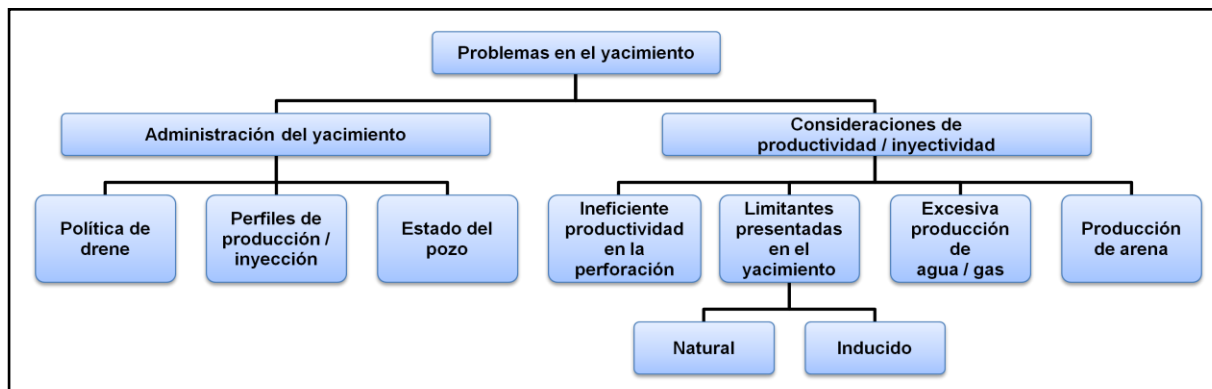 Problemas en el yacimiento
Administración del yacimiento
Consideraciones de
productividad / inyectividad
Política de
drene
Perfiles de
producción /
inyección
Estado del
pozo
Ineficiente
productividad
en la
perforación
Limitantes
presentadas
en el
yacimiento
Excesiva
producción
de
agua / gas
Producción
de arena
Natural
Inducido